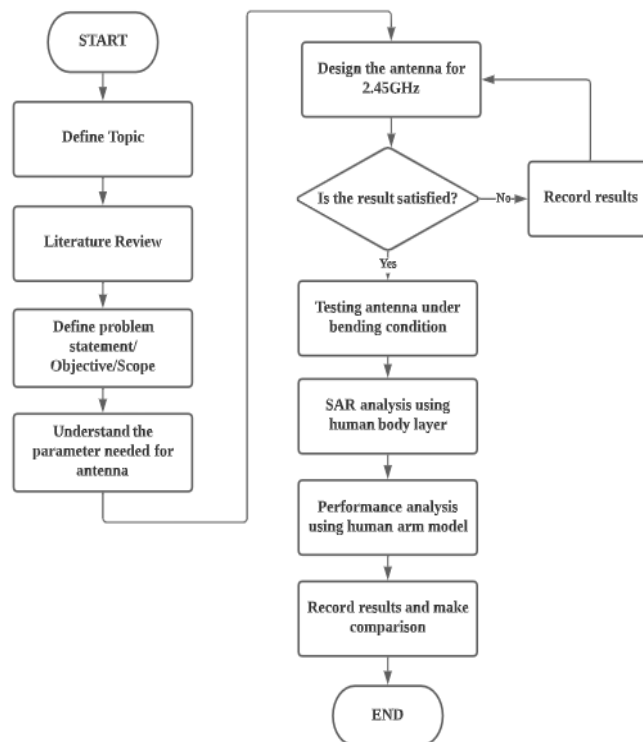 START
Define Topic
Literature Review
Define problem
statement/
Objective/Scope
Understand the
parameter needed for
antenna
Design the antenna for
2.45GHz
Is the result satisfied?
No
Record results
Yes
Testing antenna under
bending condition
SAR analysis using
human body layer
Performance analysis
using human arm model
Record results and make
comparison
END